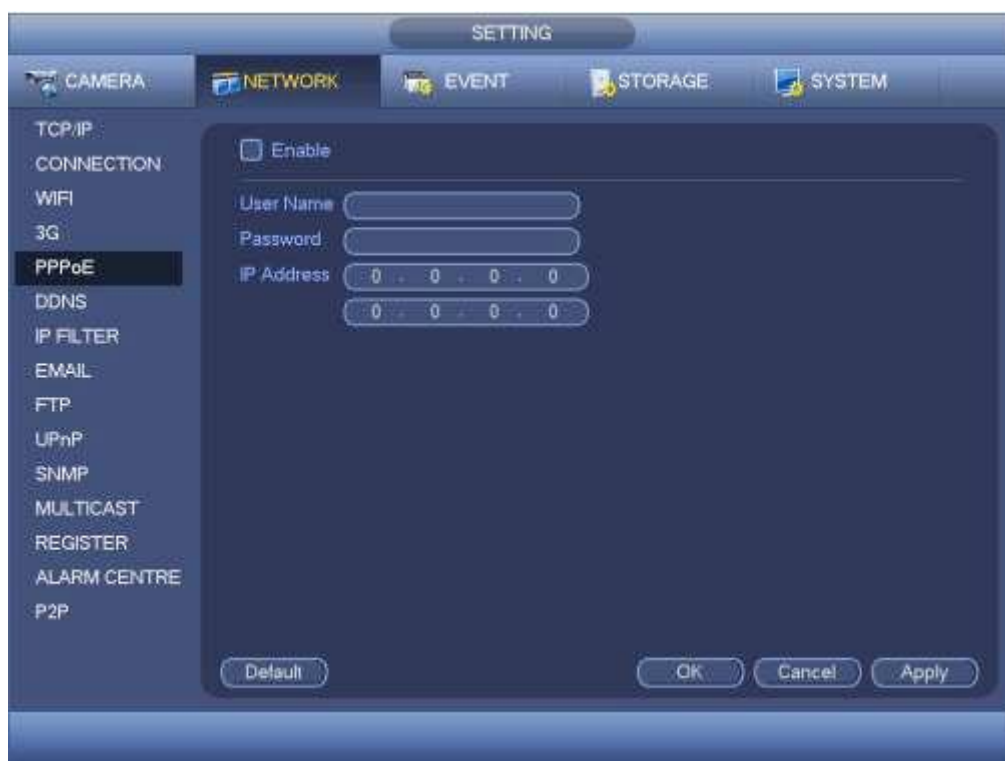 SETTING
CAMERA NETWORK EVENT STORAGE SYSTEM
TCP/IP
CONNECTION
WIFI
3G
PPPoE
DDNS
IP FILTER
EMAIL
FTP
UPnP
SNMP
MULTICAST
REGISTER
ALARM CENTRE
P2P
Enable
User Name
Password
IP Address 0 . 0 . 0 . 0
0 . 0 . 0 . 0
Default OK Cancel Apply